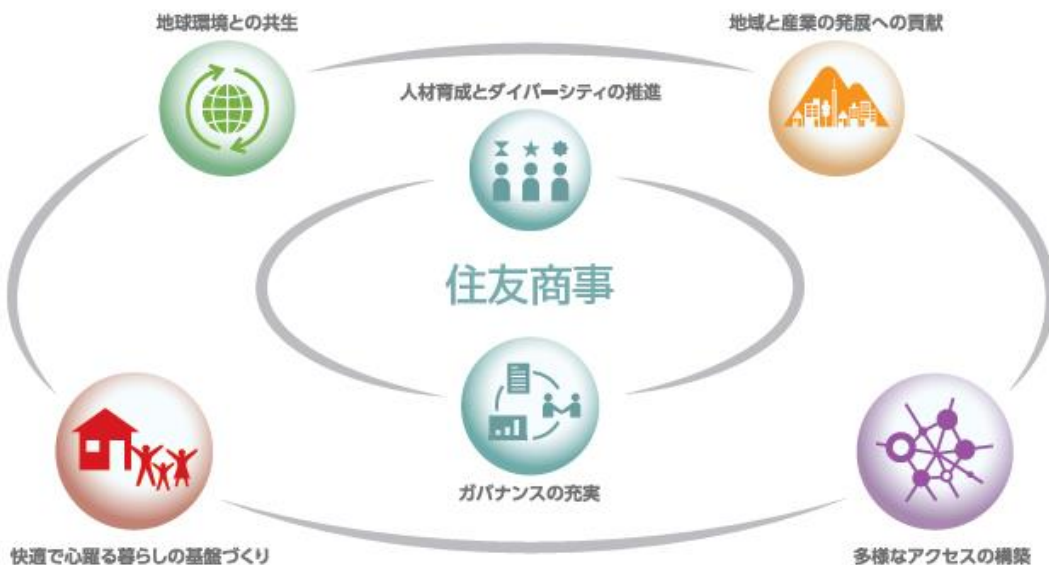 地球環境との共生
地域と産業の発展への貢献
人材育成とダイバーシティの推進
住友商事
ガバナンスの充実
快適で心躍る暮らしの基盤づくり
多様なアクセスの構築